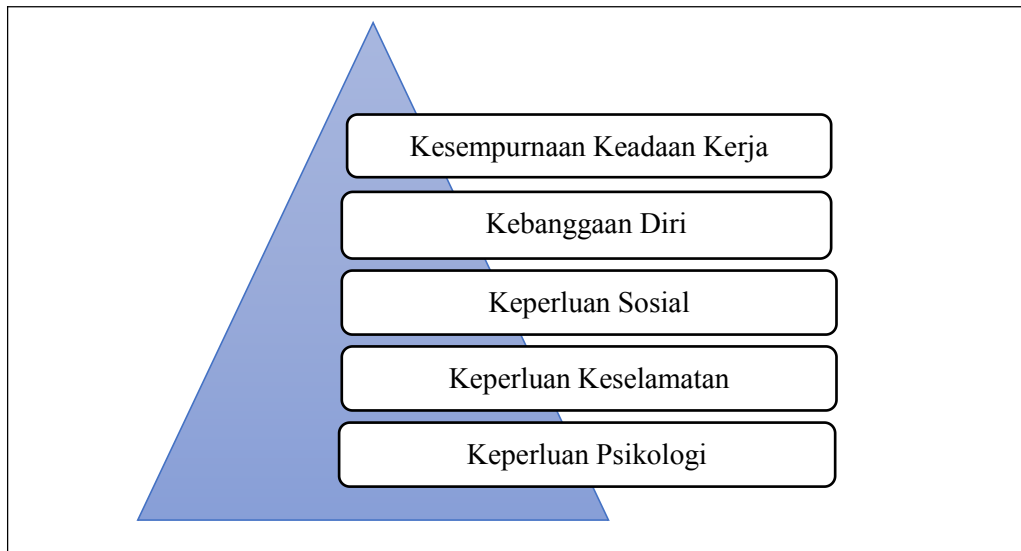 Kesempurnaan Keadaan Kerja
Kebanggaan Diri
Keperluan Sosial
Keperluan Keselamatan
Keperluan Psikologi